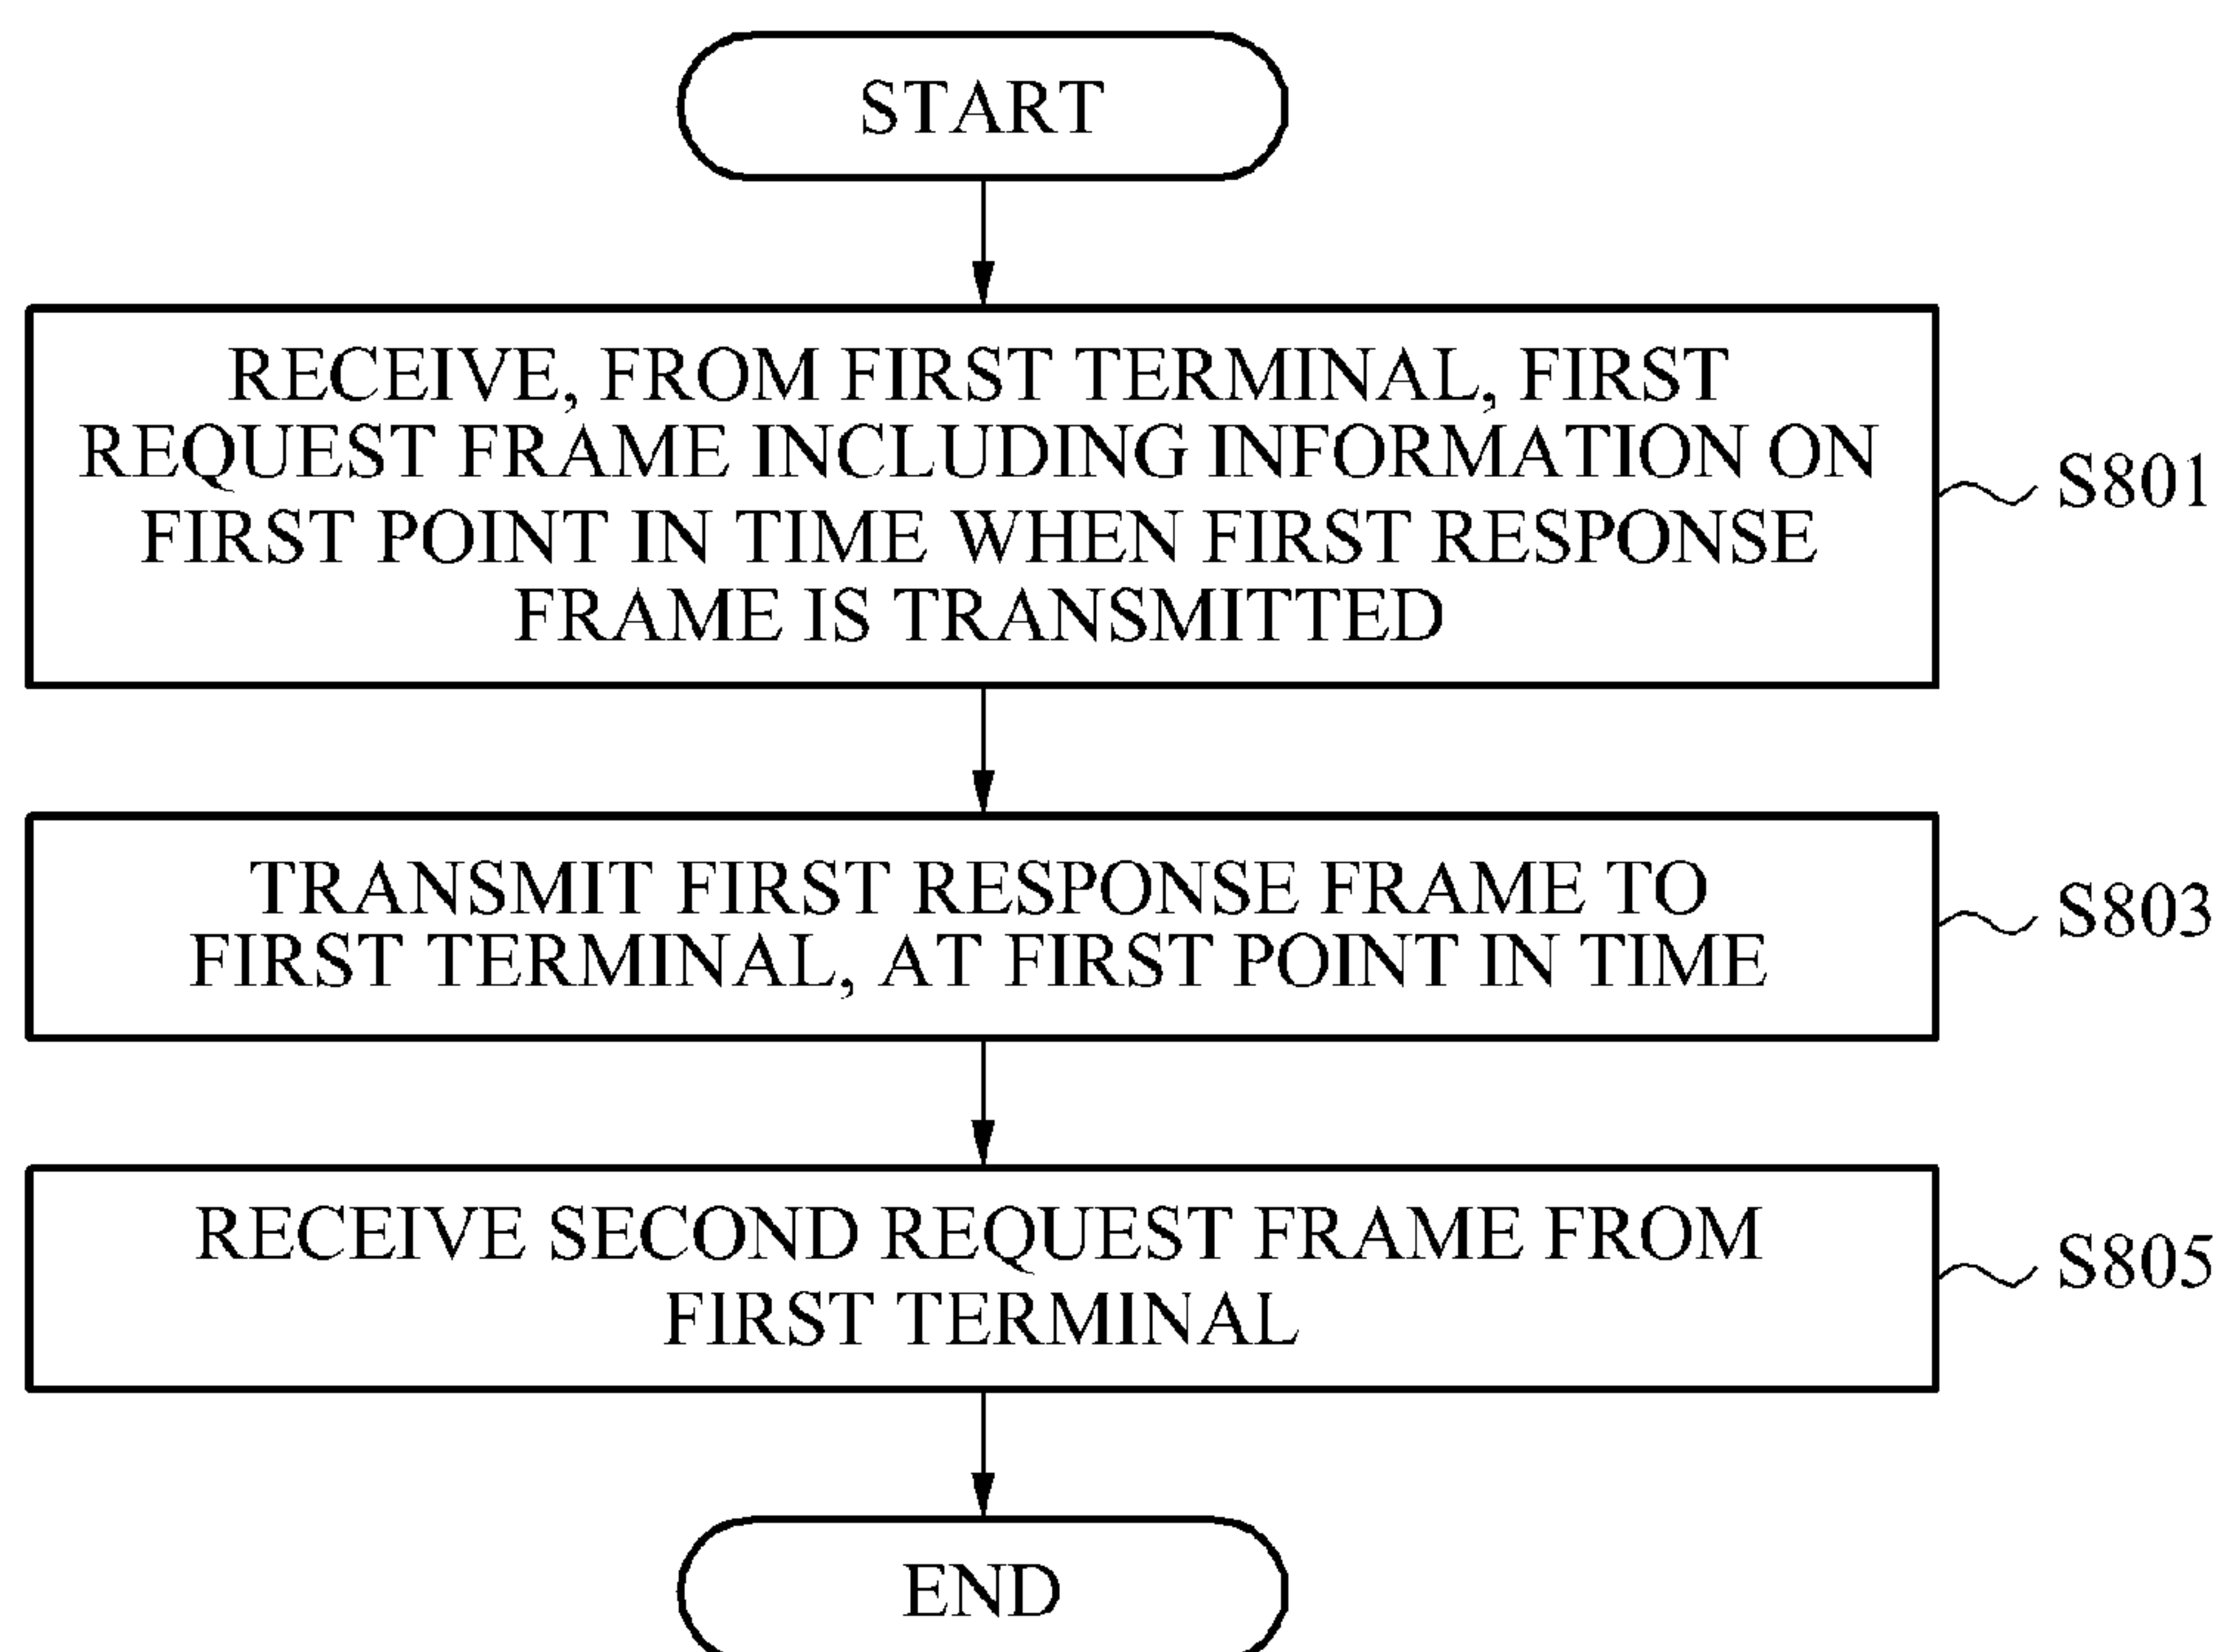 START
RECEIVE, FROM FIRST TERMINAL, FIRST
REQUEST FRAME INCLUDING INFORMATION ON
FIRST POINT IN TIME WHEN FIRST RESPONSE
FRAME IS TRANSMITTED
S801
TRANSMIT FIRST RESPONSE FRAME TO
FIRST TERMINAL, AT FIRST POINT IN TIME
S803
RECEIVE SECOND REQUEST FRAME FROM
FIRST TERMINAL
S805
END